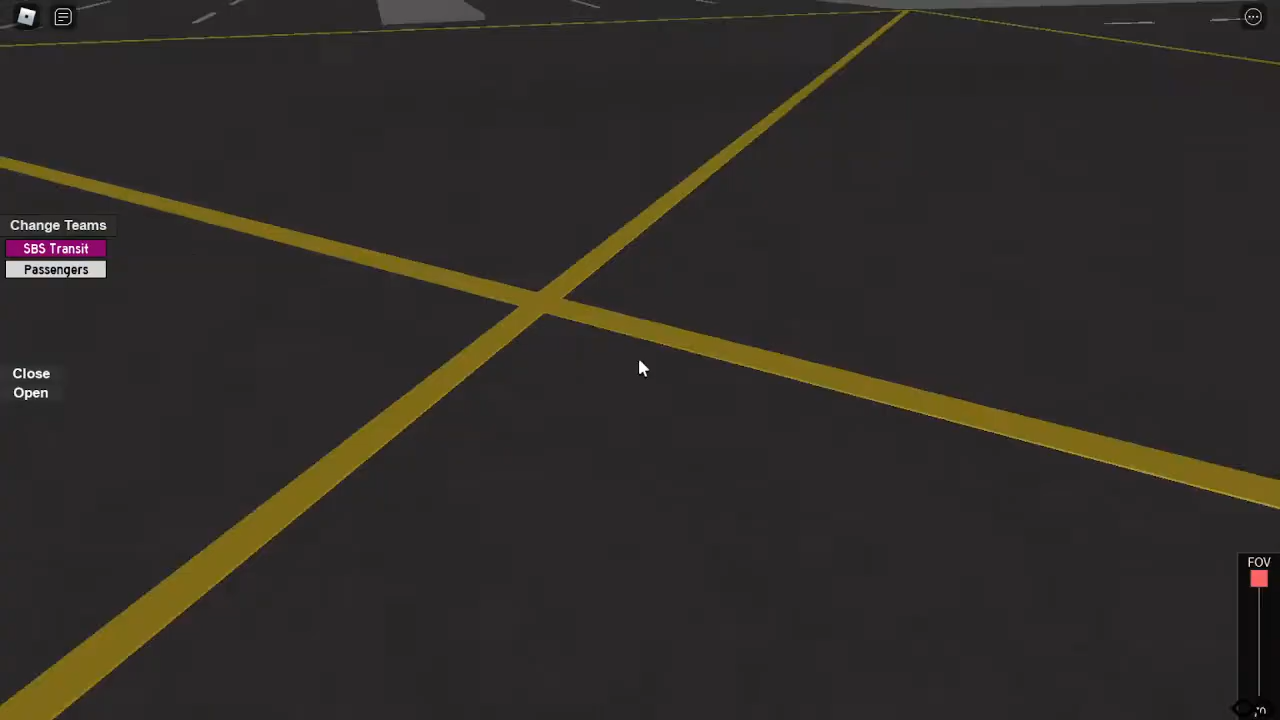 Change Teams
SBS Transit
Passengers
Close
Open
FOV